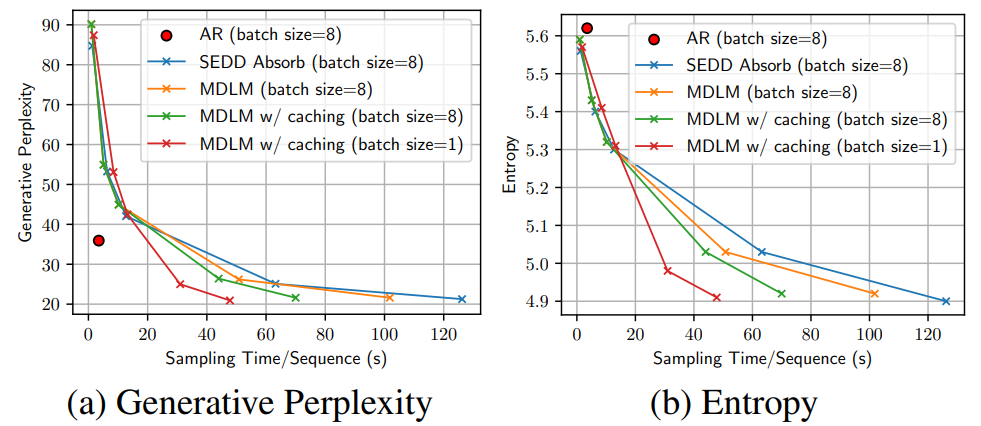 90
80
70
60
50
40
30
20
Generative Perplexity
AR (batch size=8)
SEDD Absorb (batch size=8)
MDLM (batch size=8)
MDLM w/ caching (batch size=8)
MDLM w/ caching (batch size=1)
0 20 40 60 80 100 120
Sampling Time/Sequence (s)
(a) Generative Perplexity
5.6
5.5
5.4
5.3
5.2
5.1
5.0
4.9
Entropy
AR (batch size=8)
SEDD Absorb (batch size=8)
MDLM (batch size=8)
MDLM w/ caching (batch size=8)
MDLM w/ caching (batch size=1)
0 20 40 60 80 100 120
Sampling Time/Sequence (s)
(b) Entropy